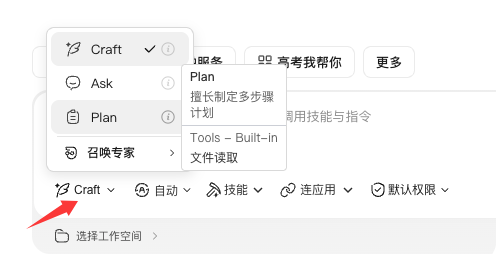 Craft
服务
高考我帮你
更多
Ask
Plan
召唤专家
Plan
擅长制定多步骤
计划
Tools - Built-in
文件读取
用技能与指令
Craft
自动
技能
连应用
默认权限
选择工作空间